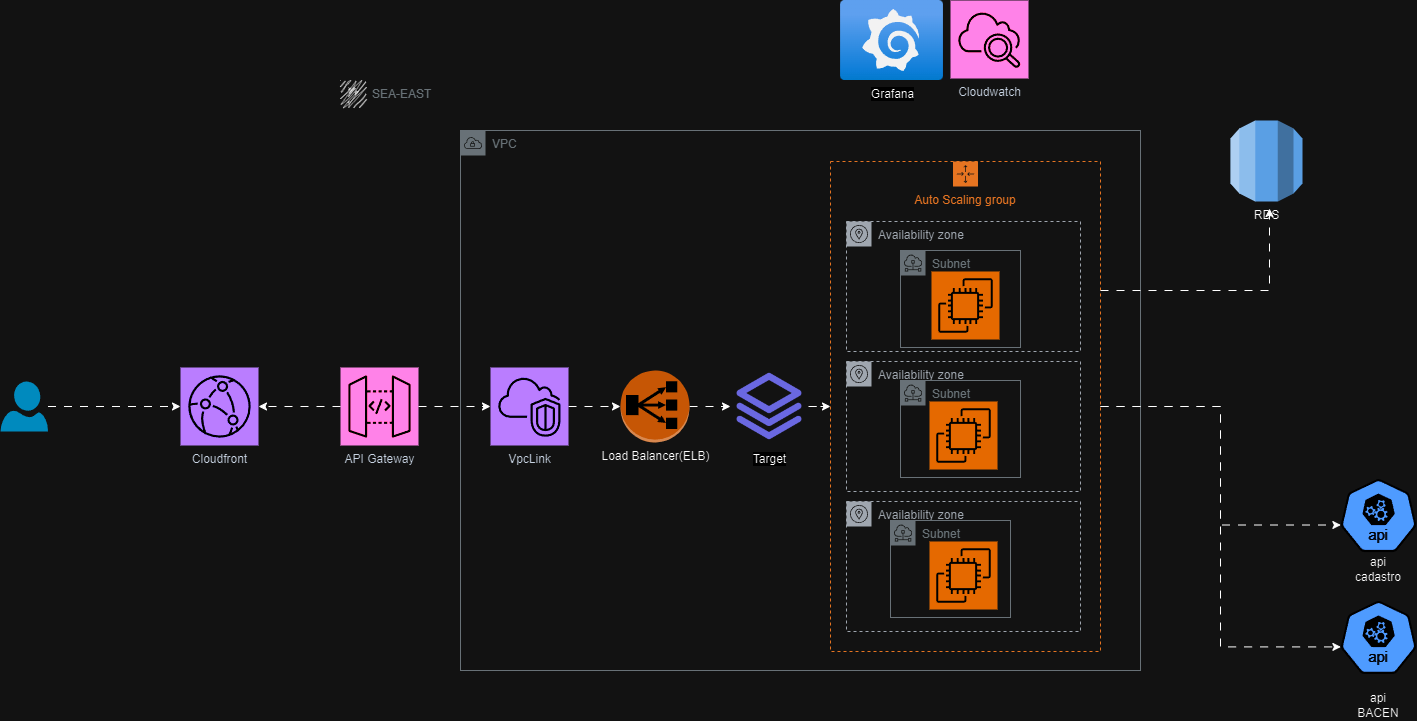 Grafana
Cloudwatch
SEA-EAST
VPC
Auto Scaling group
Availability zone
Subnet
RDS
Availability zone
Subnet
Cloudfront
API Gateway
</>
VpcLink
Load Balancer(ELB)
Target
Availability zone
Subnet
api
api
cadastro
api
api
BACEN